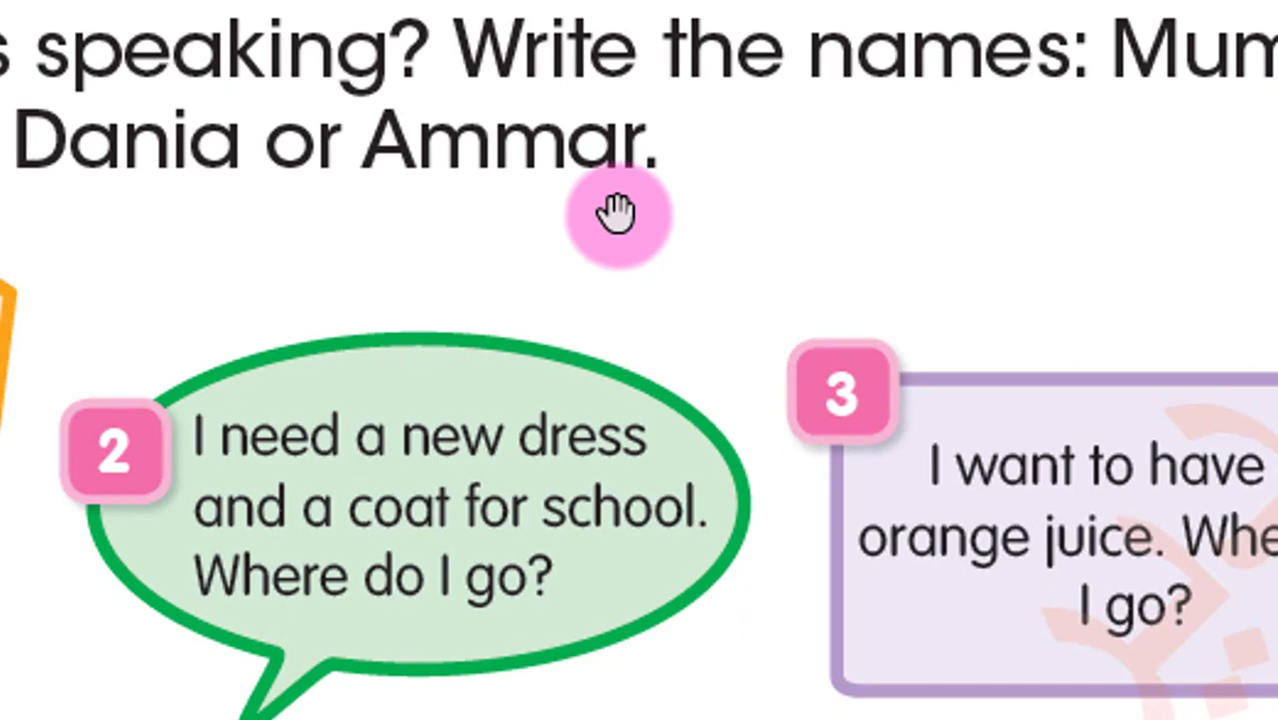 speaking? Write the names: Mum
Dania or Ammar.
2
I need a new dress
and a coat for school.
Where do I go?
3
I want to have
orange juice. Whe
I go?